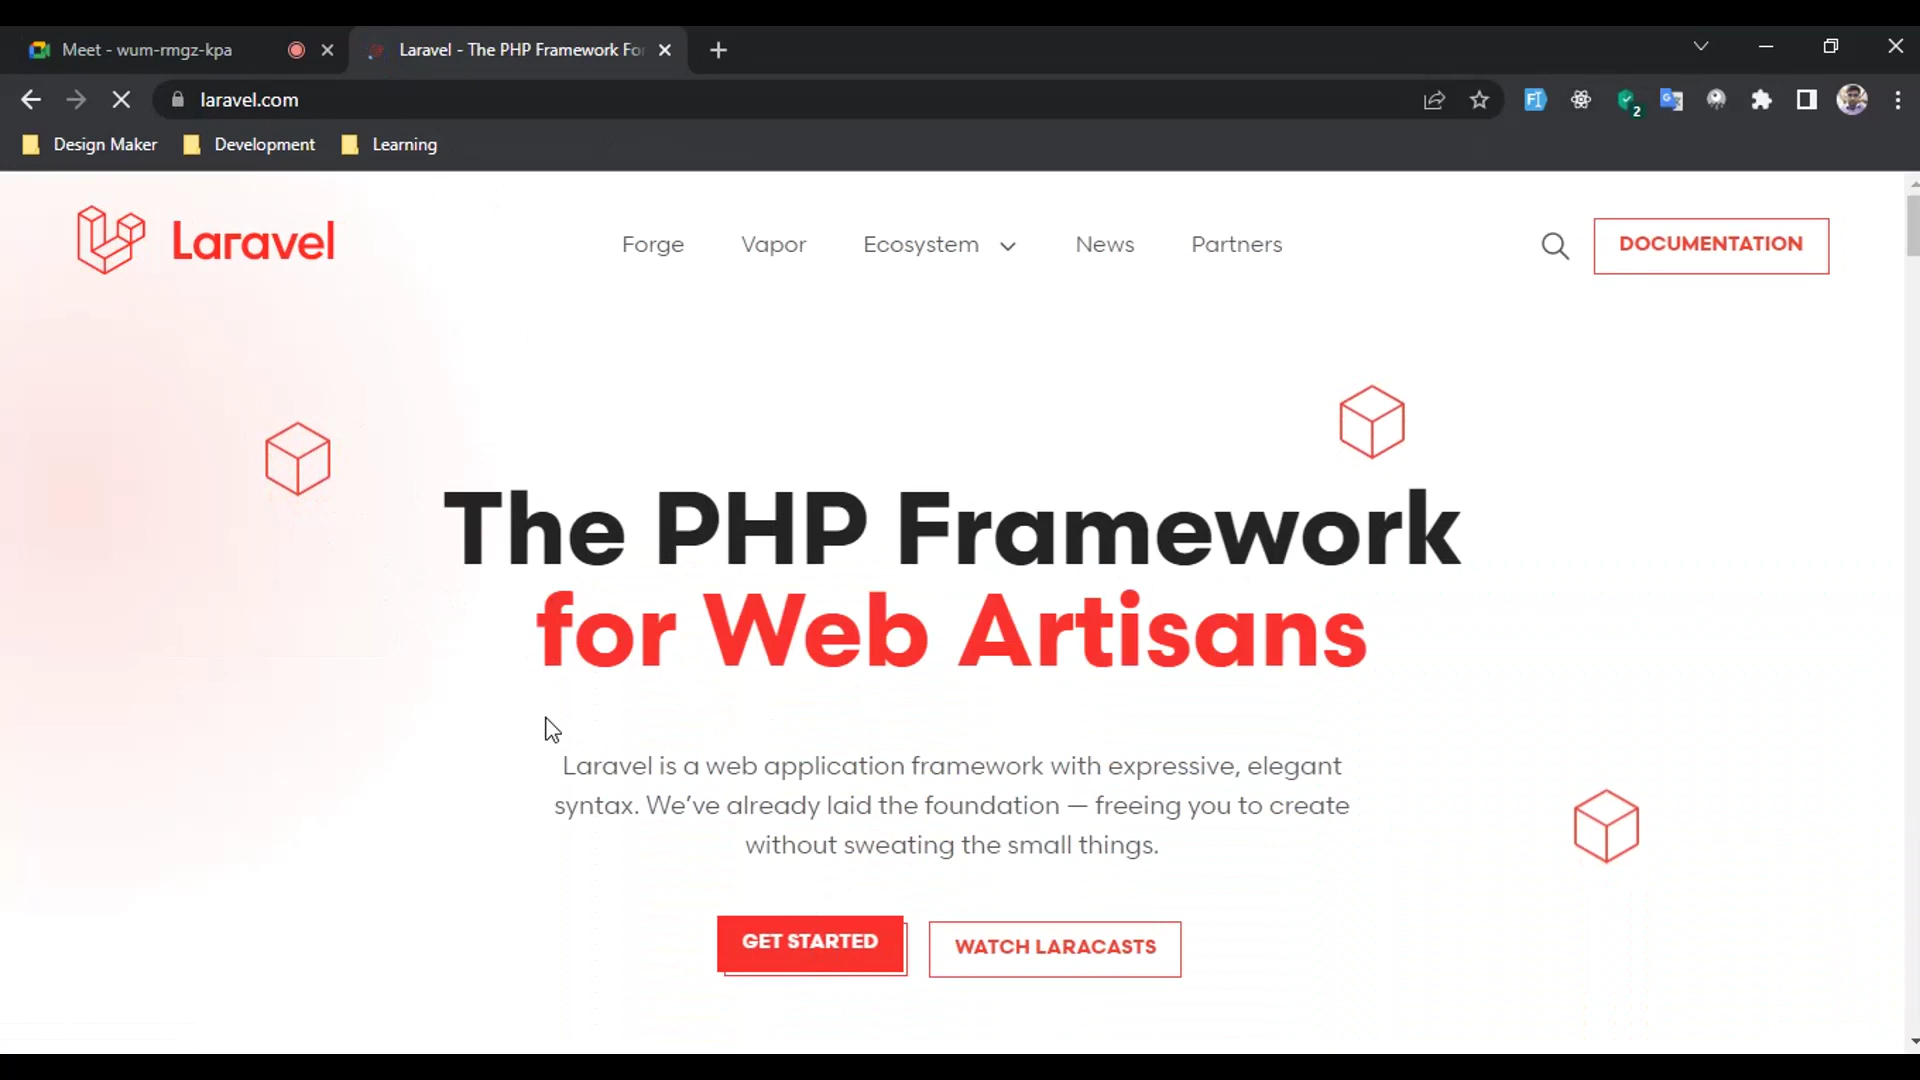 Meet - wum-rmgz-kpa
Laravel - The PHP Framework For
laravel.com
FI
2
G
Design Maker
Development
Learning
Laravel
Forge
Vapor
Ecosystem
News
Partners
DOCUMENTATION
The PHP Framework
for Web Artisans
Laravel is a web application framework with expressive, elegant
syntax. We’ve already laid the foundation — freeing you to create
without sweating the small things.
GET STARTED
WATCH LARACASTS